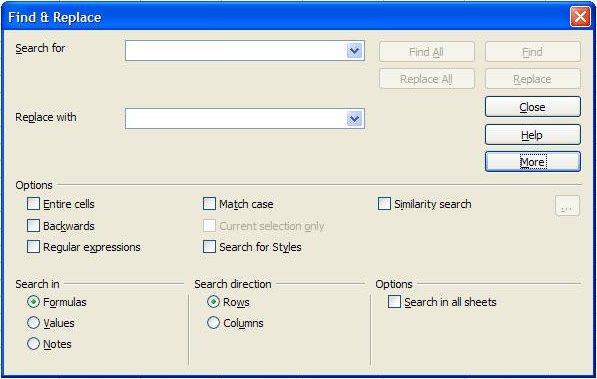 Find & Replace
Search for
Find All
Find
Replace All
Replace
Close
Replace with
Help
More
Options
Entire cells
Match case
Similarity search
...
Backwards
Current selection only
Regular expressions
Search for Styles
Search in
Search direction
Options
Formulas
Rows
Search in all sheets
Values
Columns
Notes